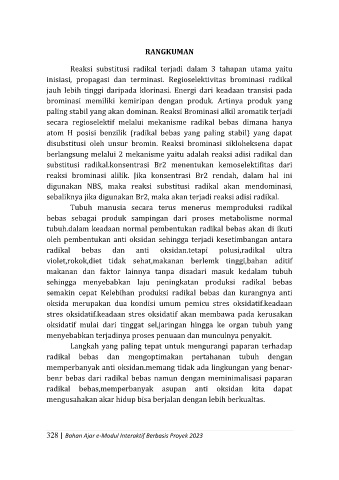 RANGKUMAN
Reaksi substitusi radikal terjadi dalam 3 tahapan utama yaitu
inisiasi, propagasi dan terminasi. Regioselektivitas brominasi radikal
jauh lebih tinggi daripada klorinasi. Energi dari keadaan transisi pada
brominasi memiliki kemiripan dengan produk. Artinya produk yang
paling stabil yang akan dominan. Reaksi Brominasi alkil aromatik terjadi
secara regioselektif melalui mekanisme radikal bebas dimana hanya
atom H posisi benzilik (radikal bebas yang paling stabil) yang dapat
disubstitusi oleh unsur bromin. Reaksi brominasi sikloheksena dapat
berlangsung melalui 2 mekanisme yaitu adalah reaksi adisi radikal dan
substitusi radikal.konsentrasi Br2 menentukan kemoselektifitas dari
reaksi brominasi alilik. Jika konsentrasi Br2 rendah, dalam hal ini
digunakan NBS, maka reaksi substitusi radikal akan mendominasi,
sebaliknya jika digunakan Br2, maka akan terjadi reaksi adisi radikal.
Tubuh manusia secara terus menerus memproduksi radikal
bebas sebagai produk sampingan dari proses metabolisme normal
tubuh.dalam keadaan normal pembentukan radikal bebas akan di ikuti
oleh pembentukan anti oksidan sehingga terjadi kesetimbangan antara
radikal bebas dan anti oksidan.tetapi polusi,radikal ultra
violet,rokok,diet tidak sehat,makanan berlemk tinggi,bahan aditif
makanan dan faktor lainnya tanpa disadari masuk kedalam tubuh
sehingga menyebabkan laju peningkatan produksi radikal bebas
semakin cepat Kelebihan produksi radikal bebas dan kurangnya anti
oksida merupakan dua kondisi umum pemicu stres oksidatif.keadaan
stres oksidatif.keadaan stres oksidatif akan membawa pada kerusakan
oksidatif mulai dari tinggat sel,jaringan hingga ke organ tubuh yang
menyebabkan terjadinya proses penuaan dan munculnya penyakit.
Langkah yang paling tepat untuk mengurangi paparan terhadap
radikal bebas dan mengoptimakan pertahanan tubuh dengan
memperbanyak anti oksidan.memang tidak ada lingkungan yang benar-
benr bebas dari radikal bebas namun dengan meminimalisasi paparan
radikal bebas,memperbanyak asupan anti oksidan kita dapat
mengusahakan akar hidup bisa berjalan dengan lebih berkualtas.
328 | Bahan Ajar e-Modul Interaktif Berbasis Proyek 2023